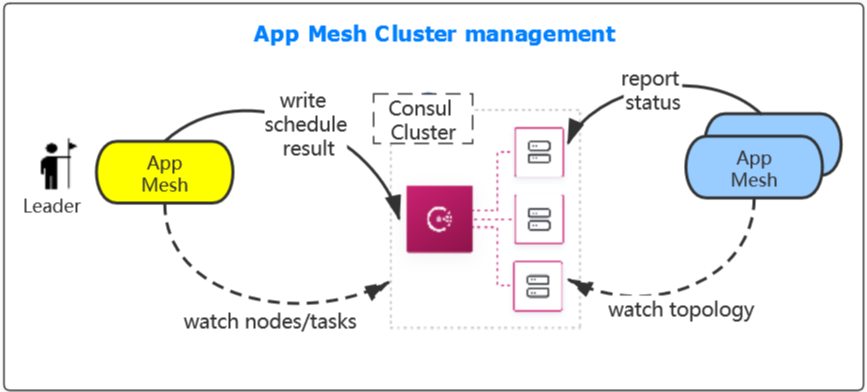 App Mesh Cluster management
write
schedule
result
Consul
Cluster
report
status
App
Mesh
App
Mesh
Leader
watch nodes/tasks
watch topology